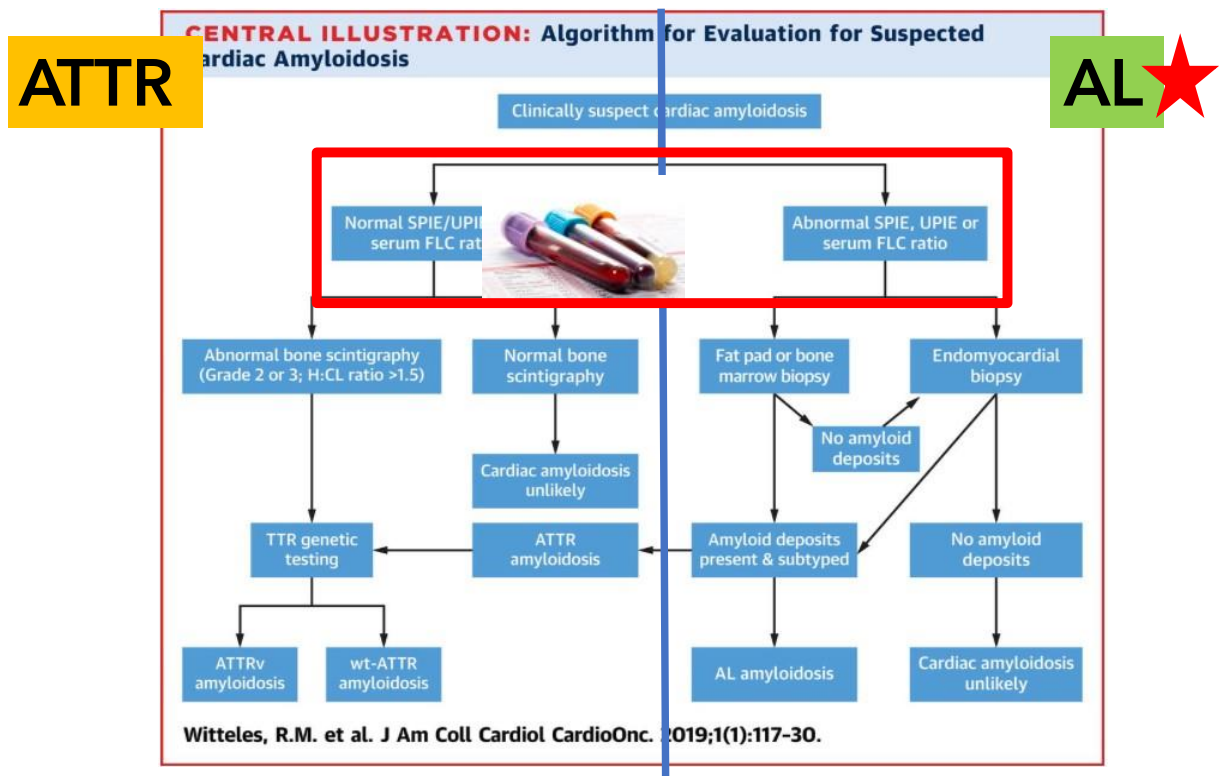 CENTRAL ILLUSTRATION: Algorithm for Evaluation for Suspected
ardiac Amyloidosis
ATTR
AL
Clinically suspect cardiac amyloidosis
Normal SPIE/UPI
serum FLC rat
Abnormal SPIE, UPIE or
serum FLC ratio
Abnormal bone scintigraphy
(Grade 2 or 3; H:CL ratio >1.5)
Normal bone
scintigraphy
Fat pad or bone
marrow biopsy
Endomyocardial
biopsy
No amyloid
deposits
Cardiac amyloidosis
unlikely
TTR genetic
testing
ATTR
amyloidosis
Amyloid deposits
present & subtyped
No amyloid
deposits
ATTRv
amyloidosis
wt-ATTR
amyloidosis
AL amyloidosis
Cardiac amyloidosis
unlikely
Witteles, R.M. et al. J Am Coll Cardiol CardioOnc. 2019;1(1):117-30.